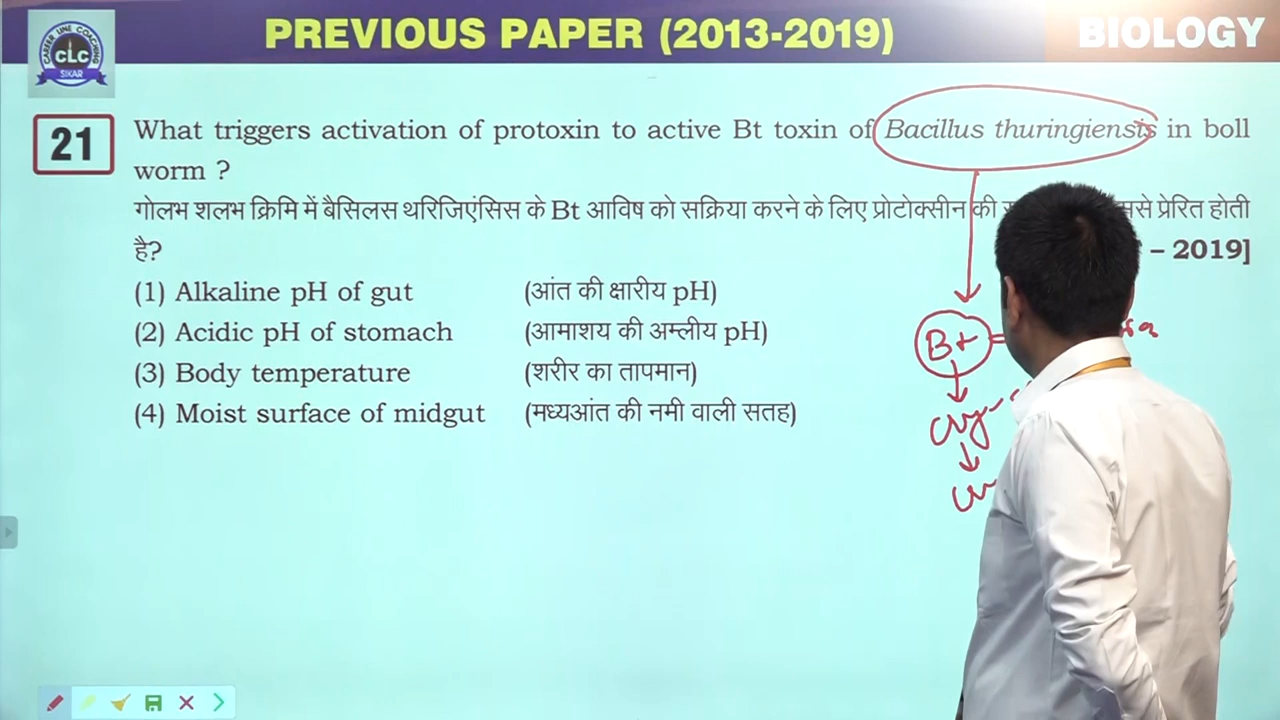 PREVIOUS PAPER (2013-2019)
BIOLOGY
CAREER LINE COACHING
CLC
SIKAR
21
What triggers activation of protoxin to active Bt toxin of Bacillus thuringiensis in boll
worm ?
गोलभ शलभ क्रिमि में बैसिलस थरिजिएंसिस के Bt आविष को सक्रिया करने के लिए प्रोटोक्सीन की प्रेरित होती
है?
– 2019]
(1) Alkaline pH of gut (आंत की क्षारीय pH)
(2) Acidic pH of stomach (आमाशय की अम्लीय pH)
(3) Body temperature (शरीर का तापमान)
(4) Moist surface of midgut (मध्यआंत की नमी वाली सतह)
Bt